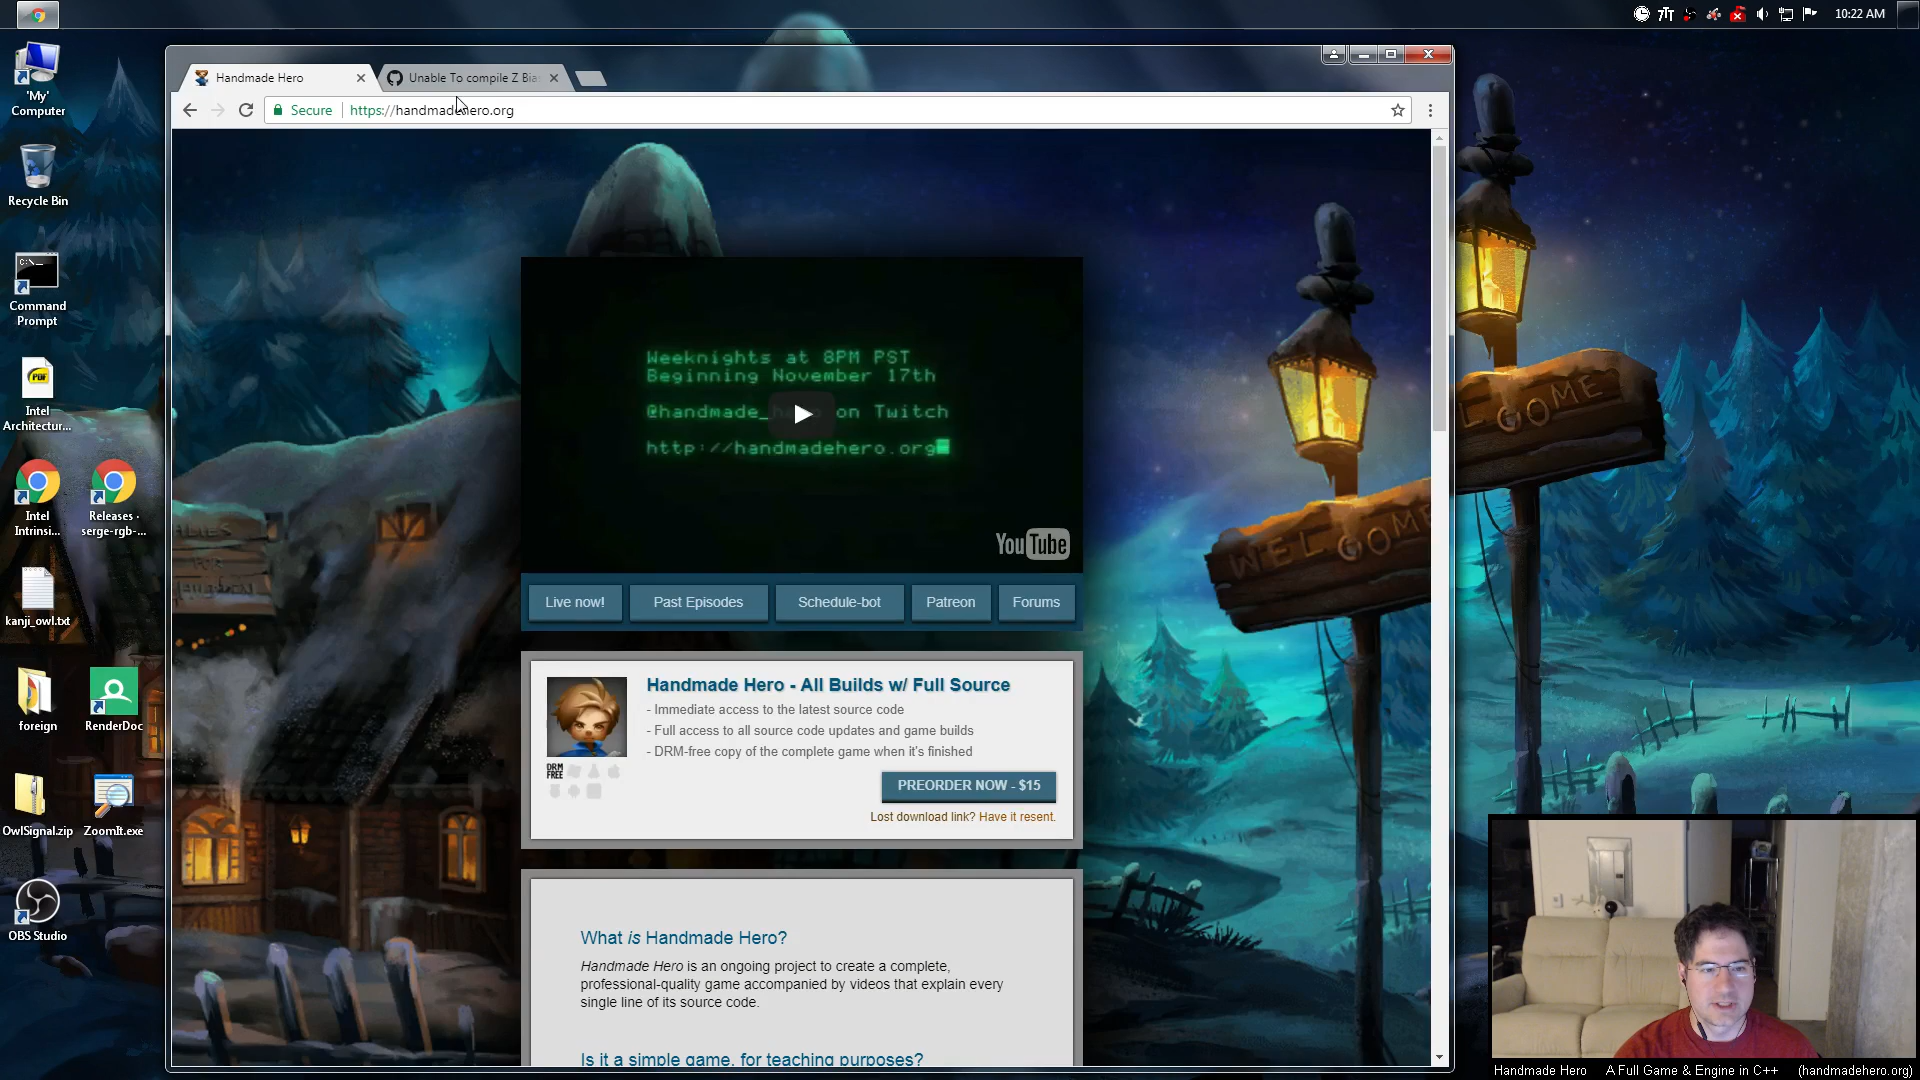 10:22 AM
'My'
Computer
Recycle Bin
Command
Prompt
Intel
Architectur...
Intel
Intrinsi...
Releases ·
serge-rgb-...
kanji_owl.txt
foreign
RenderDoc
OwlSignal.zip
ZoomIt.exe
OBS Studio
Handmade Hero
Unable To compile Z Bia
Secure
https://handmadehero.org
Weeknights at 8PM PST
Beginning November 17th
@handmade_ on Twitch
http://handmadehero.org
YouTube
Live now!
Past Episodes
Schedule-bot
Patreon
Forums
Handmade Hero - All Builds w/ Full Source
- Immediate access to the latest source code
- Full access to all source code updates and game builds
- DRM-free copy of the complete game when it's finished
DRM
FREE
PREORDER NOW - $15
Lost download link? Have it resent.
What is Handmade Hero?
Handmade Hero is an ongoing project to create a complete,
professional-quality game accompanied by videos that explain every
single line of its source code.
Is it a simple game, for teaching purposes?
WELCOME
LCOME
Handmade Hero A Full Game & Engine in C++ (handmadehero.org)